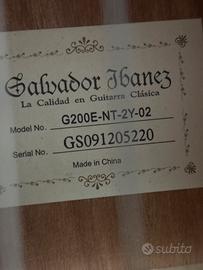 Salvador Ibanez
La Calidad en Guitarra Clásica
Model No. G200E-NT-2Y-02
Serial No. GS091205220
Made in China
subito